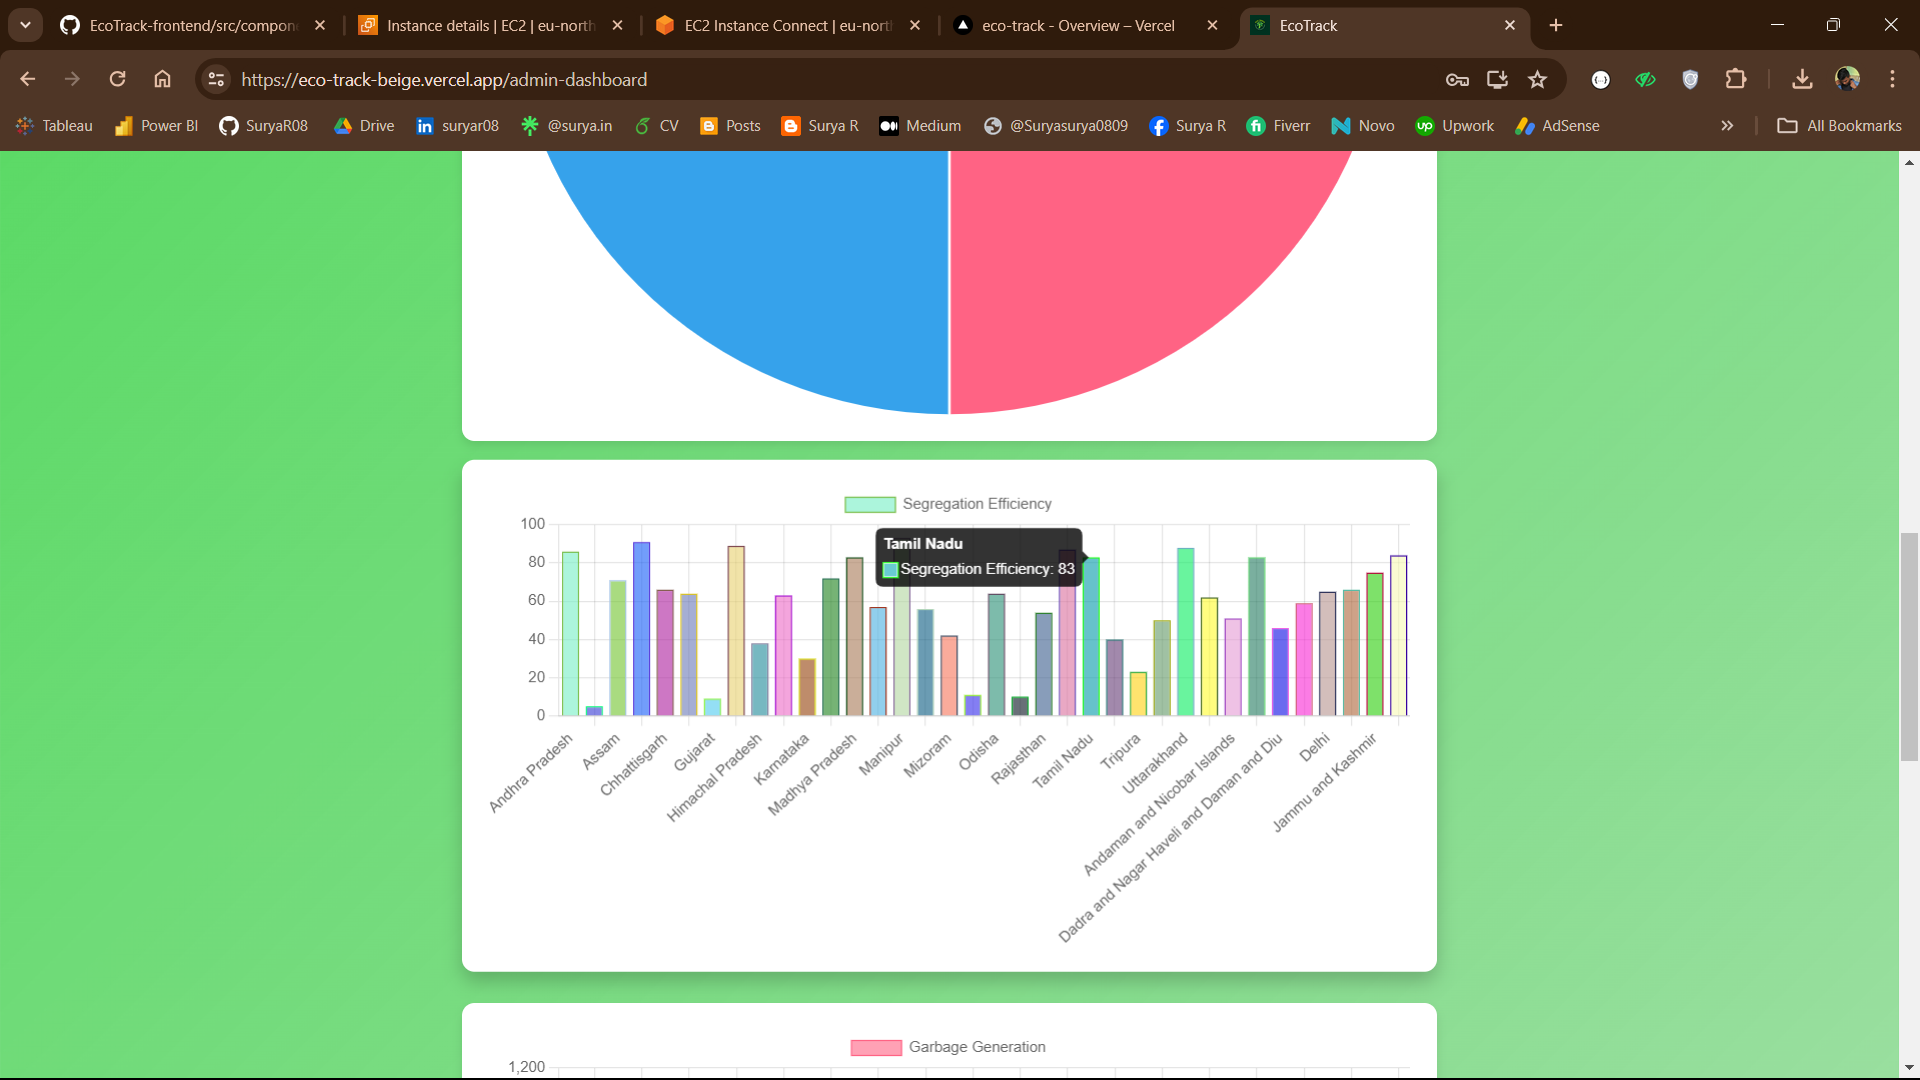 EcoTrack-frontend/src/compon
Instance details | EC2 | eu-north
EC2 Instance Connect | eu-nort
eco-track - Overview – Vercel
EcoTrack
https://eco-track-beige.vercel.app/admin-dashboard
Tableau
Power BI
SuryaR08
Drive
suryar08
@surya.in
CV
Posts
Surya R
Medium
@Suryasurya0809
Surya R
Fiverr
Novo
Upwork
AdSense
All Bookmarks
Segregation Efficiency
100
80
60
40
20
0
Tamil Nadu
Segregation Efficiency: 83
Andhra Pradesh
Assam
Chhattisgarh
Gujarat
Himachal Pradesh
Karnataka
Madhya Pradesh
Manipur
Mizoram
Odisha
Rajasthan
Tamil Nadu
Tripura
Uttarakhand
Andaman and Nicobar Islands
Dadra and Nagar Haveli and Daman and Diu
Delhi
Jammu and Kashmir
Garbage Generation
1,200